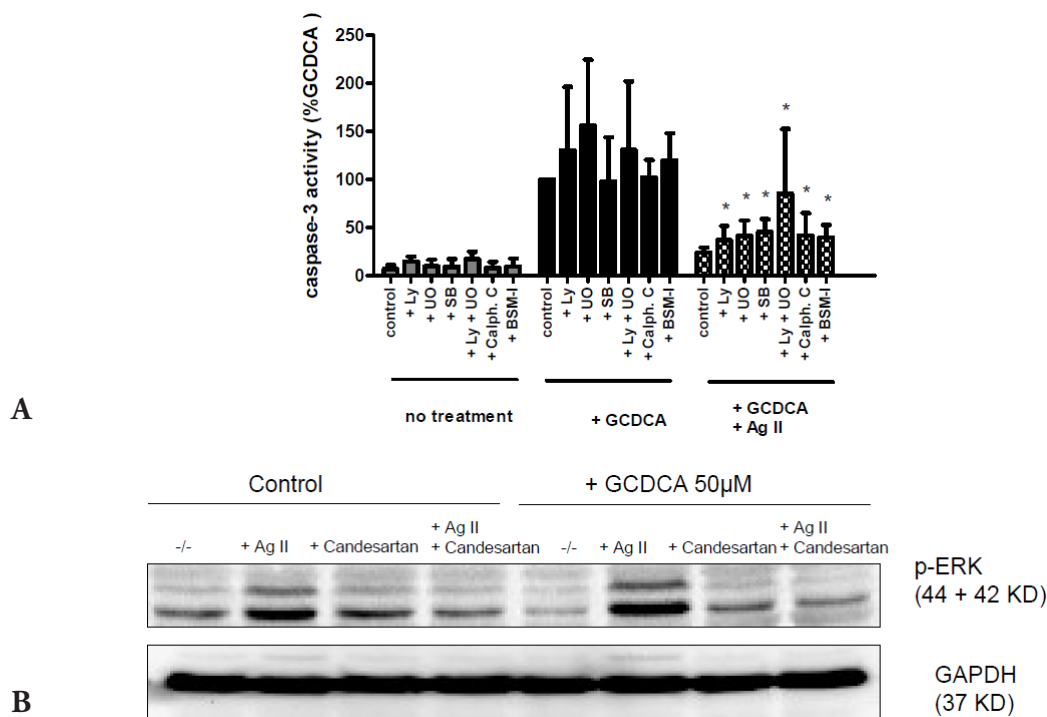 caspase-3 activity (%GCDCA)
250
200
150
100
50
0
control
+ Ly
+ UO
+ SB
+ Ly + UO
+ Calph. C
+ BSM-I
control
+ Ly
+ UO
+ SB
+ Ly + UO
+ Calph. C
+ BSM-I
control
+ Ly
+ UO
+ SB
+ Ly + UO
+ Calph. C
+ BSM-I
* * * * * *
no treatment
+ GCDCA
+ GCDCA
+ Ag II
A
Control
+ GCDCA 50µM
-/-
+ Ag II
+ Candesartan
+ Ag II
+ Candesartan
-/-
+ Ag II
+ Candesartan
+ Ag II
+ Candesartan
p-ERK
(44 + 42 KD)
GAPDH
(37 KD)
B